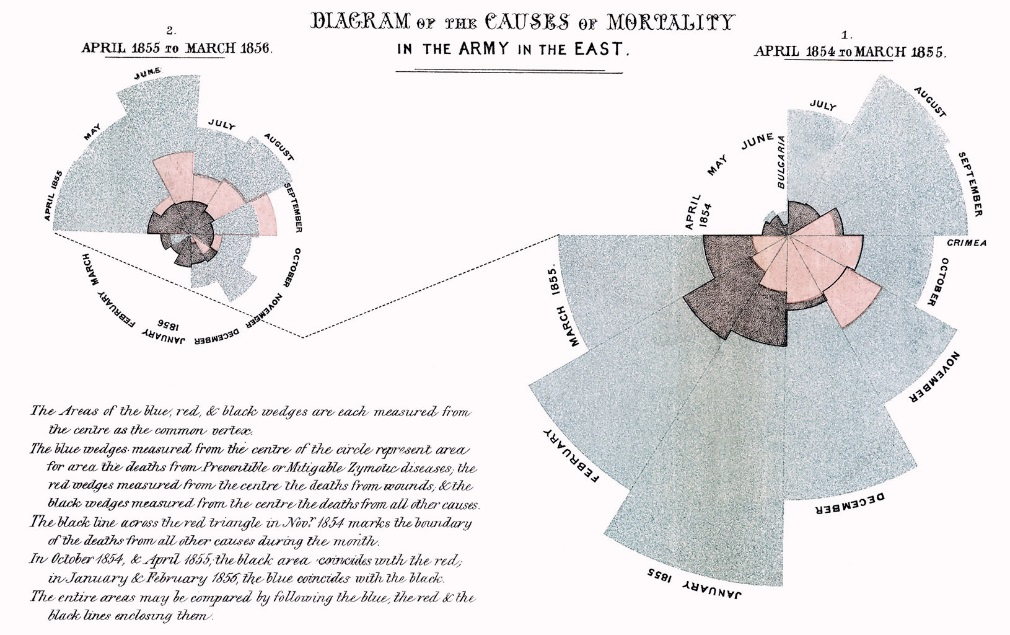 DIAGRAM OF THE CAUSES OF MORTALITY
IN THE ARMY IN THE EAST.
2.
APRIL 1855 TO MARCH 1856.
1.
APRIL 1854 TO MARCH 1855.
JUNE
MAY
APRIL 1855
JULY
AUGUST
SEPTEMBER
OCTOBER
NOVEMBER
DECEMBER
JANUARY 1856
FEBRUARY
MARCH
APRIL 1854
MAY
JUNE
BULGARIA
JULY
AUGUST
SEPTEMBER
CRIMEA
OCTOBER
NOVEMBER
DECEMBER
JANUARY 1855
FEBRUARY
MARCH 1855
The Areas of the blue, red, & black wedges are each measured from
the centre as the common vertex.
The blue wedges measured from the centre of the circle represent area
for area the deaths from Preventible or Mitigable Zymotic diseases; the
red wedges measured from the centre the deaths from wounds; & the
black wedges measured from the centre the deaths from all other causes.
The black line across the red triangle in Novr. 1854 marks the boundary
of the deaths from all other causes during the month.
In October 1854, & April 1855, the black area coincides with the red;
in January & February 1856, the blue coincides with the black.
The entire areas may be compared by following the blue, the red & the
black lines enclosing them.